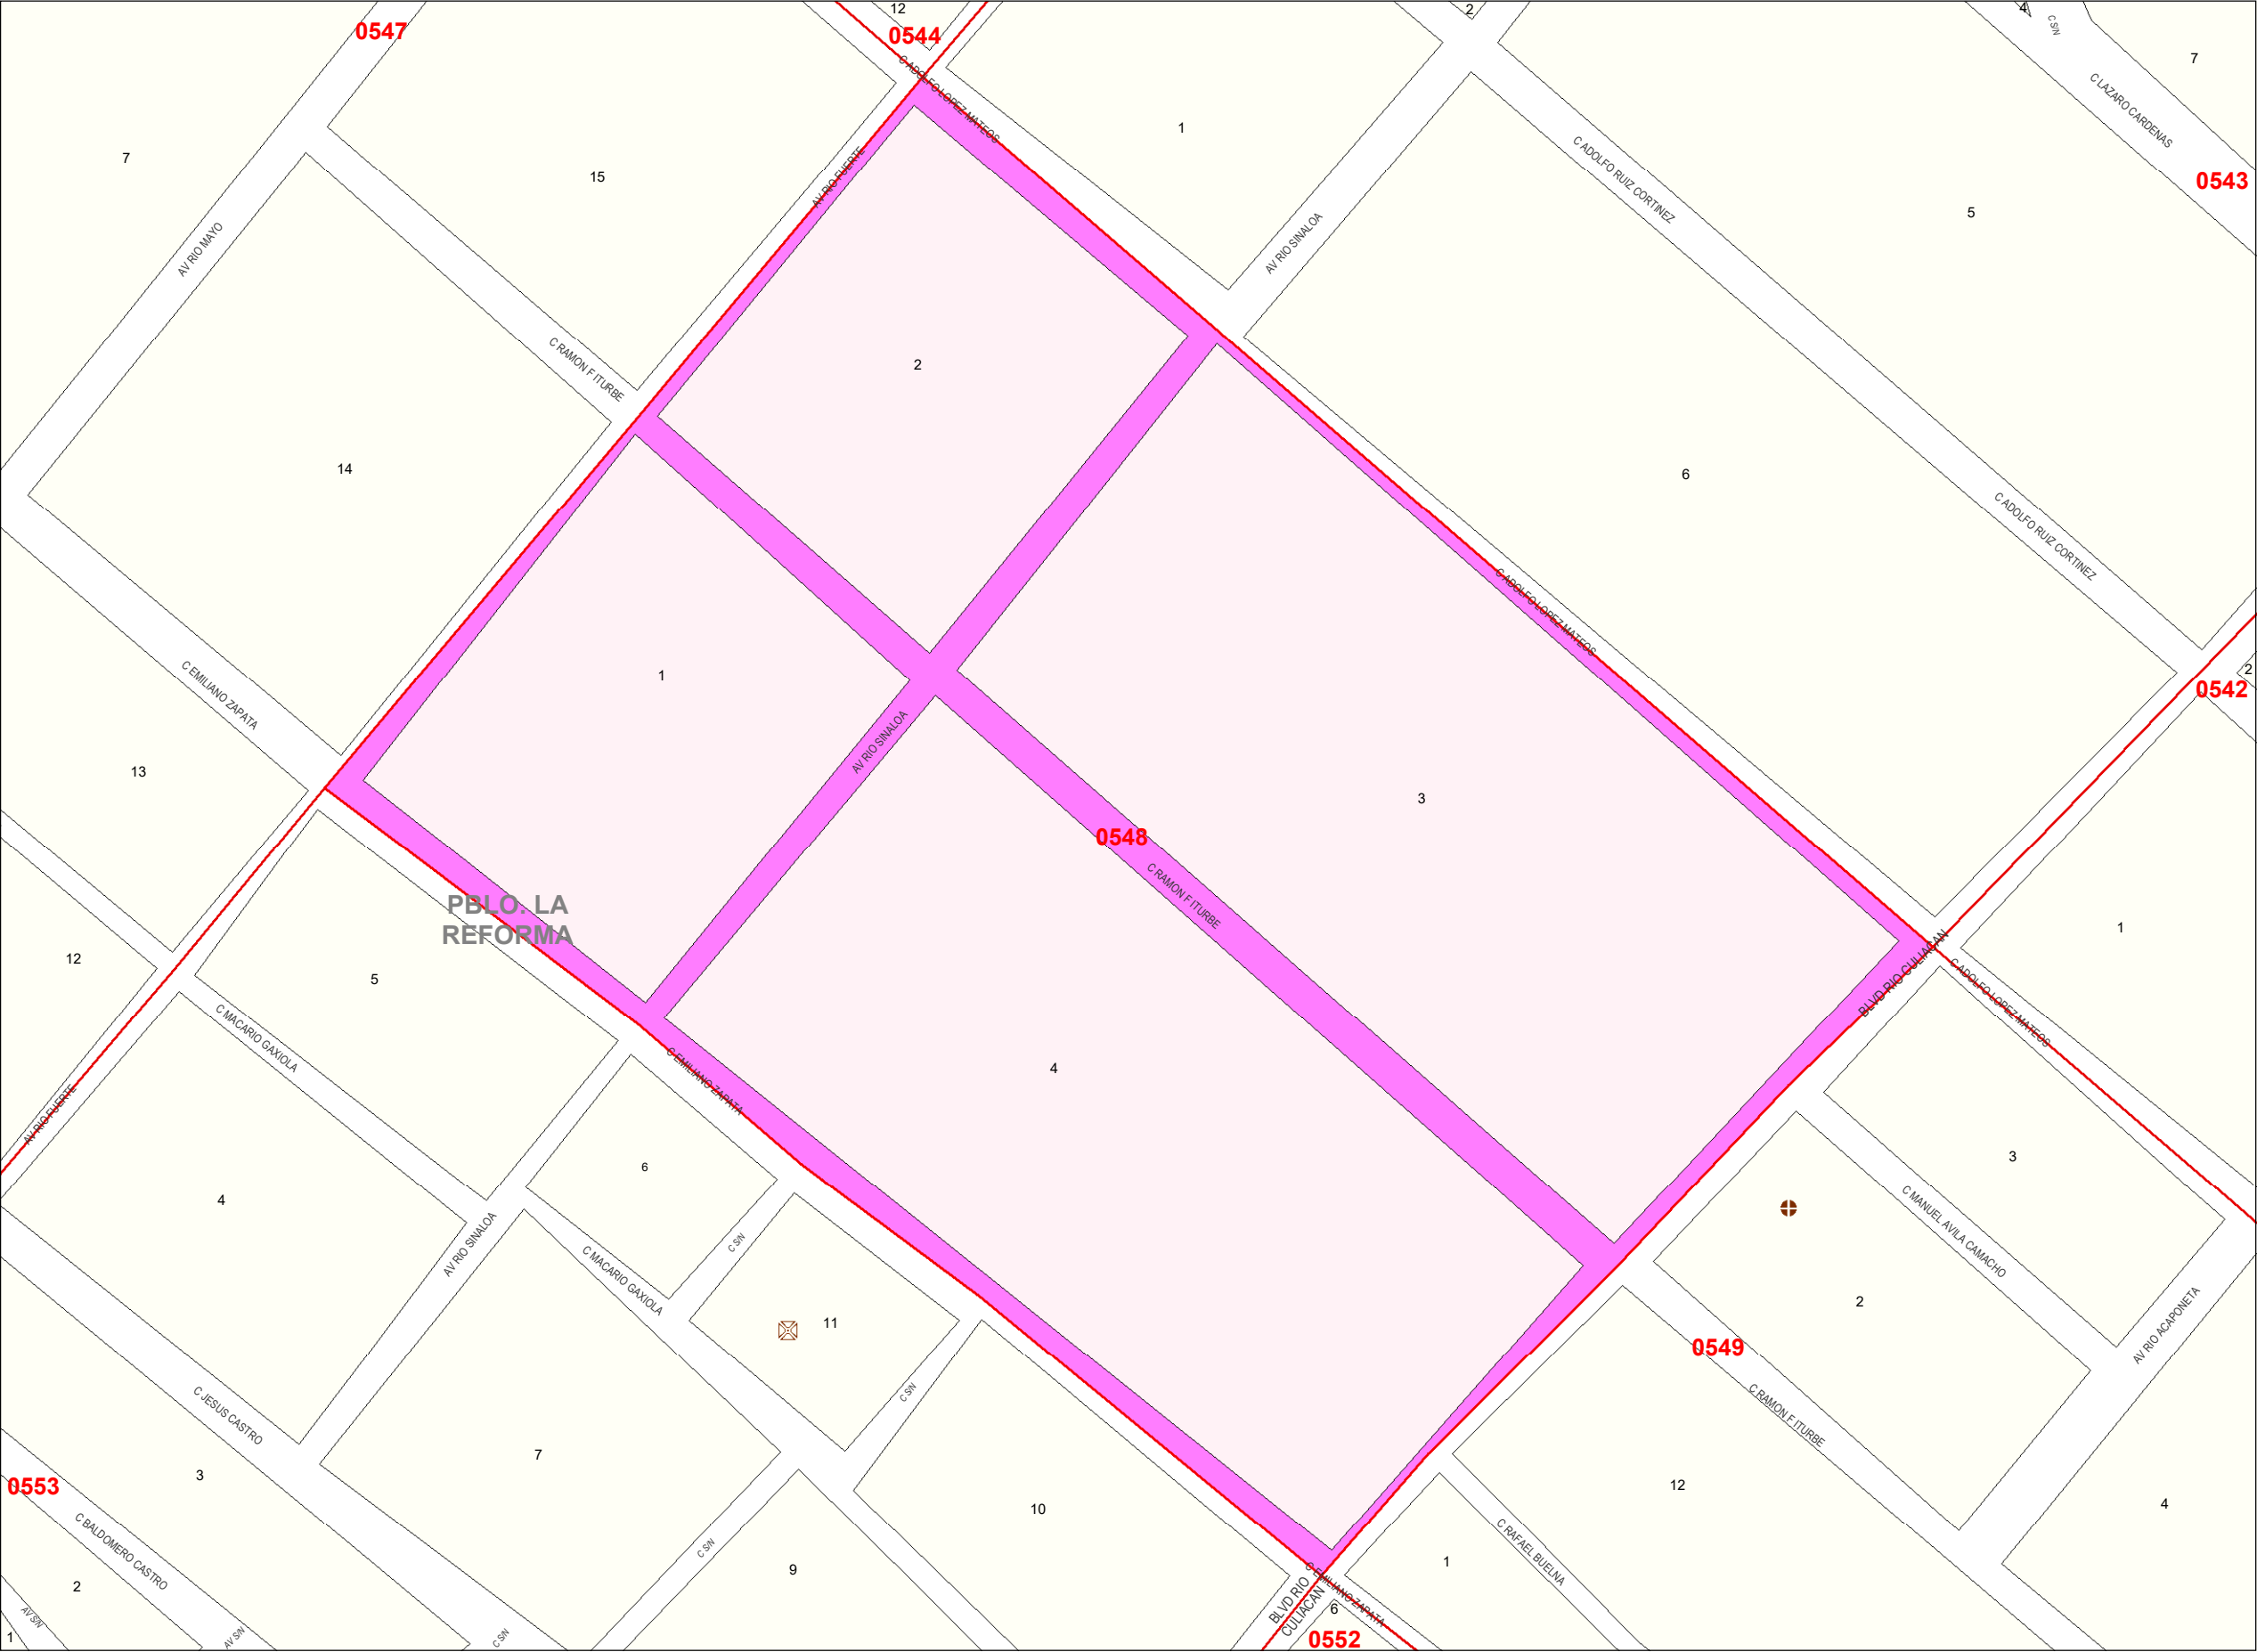 12
2
4
C S/N
7
0547
0544
C ADOLFO LOPEZ MATEOS
C LAZARO CARDENAS
1
C ADOLFO RUIZ CORTINEZ
7
15
AV RIO FUERTE
0543
5
AV RIO MAYO
AV RIO SINALOA
C RAMON F ITURBE
2
14
6
C ADOLFO RUIZ CORTINEZ
C ADOLFO LOPEZ MATEOS
C EMILIANO ZAPATA
1
2
0542
AV RIO SINALOA
13
3
0548
C RAMON F ITURBE
PBLO. LA
REFORMA
1
12
5
BLVD RIO CULIACAN
C ADOLFO LOPEZ MATEOS
C MACARIO GAXIOLA
4
C EMILIANO ZAPATA
AV RIO FUERTE
6
3
4
C MANUEL AVILA CAMACHO
AV RIO SINALOA
C S/N
C MACARIO GAXIOLA
11
2
AV RIO ACAPONETA
0549
C S/N
C RAMON F ITURBE
C JESUS CASTRO
7
3
0553
12
4
10
C BALDOMERO CASTRO
C S/N
C RAFAEL BUELNA
9
1
2
BLVD RIO
CULIACAN
C EMILIANO ZAPATA
6
AV S/N
1
AV S/N
C S/N
0552